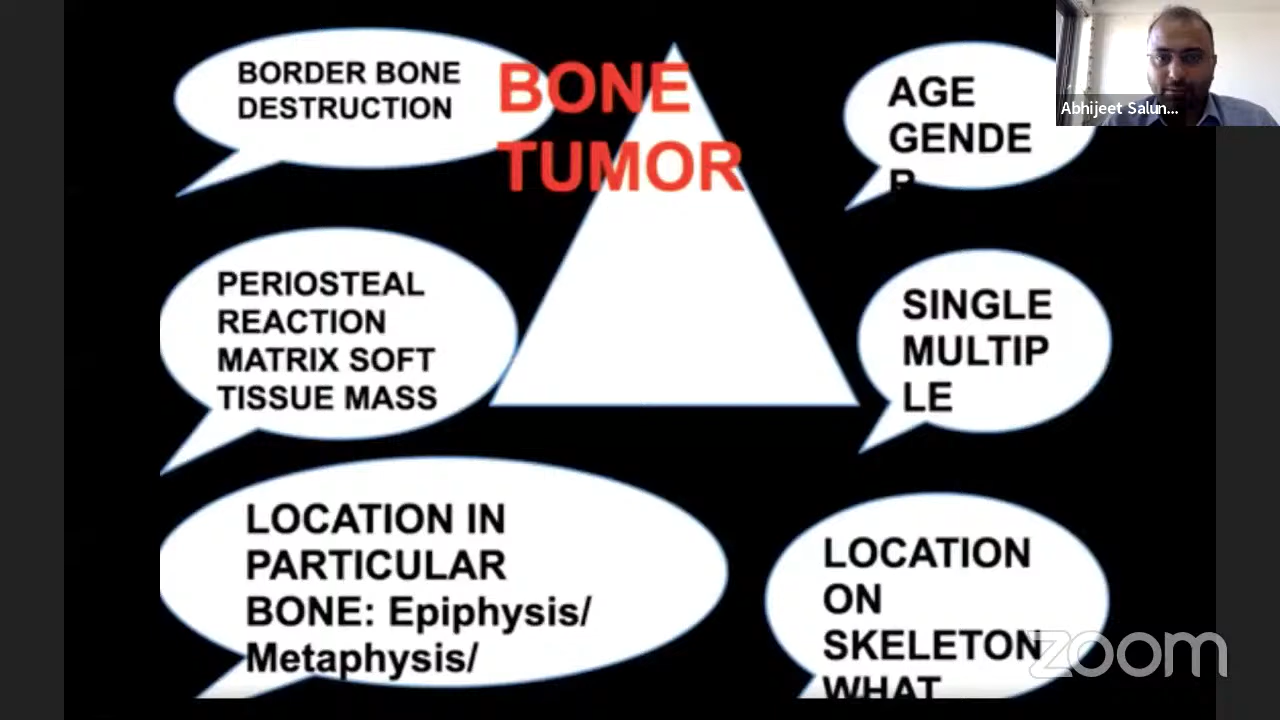 BORDER BONE
DESTRUCTION
BONE
TUMOR
AGE
GENDE
R
Abhijeet Salun...
PERIOSTEAL
REACTION
MATRIX SOFT
TISSUE MASS
SINGLE
MULTIP
LE
LOCATION IN
PARTICULAR
BONE: Epiphysis/
Metaphysis/
LOCATION
ON
SKELETON
WHAT
zoom